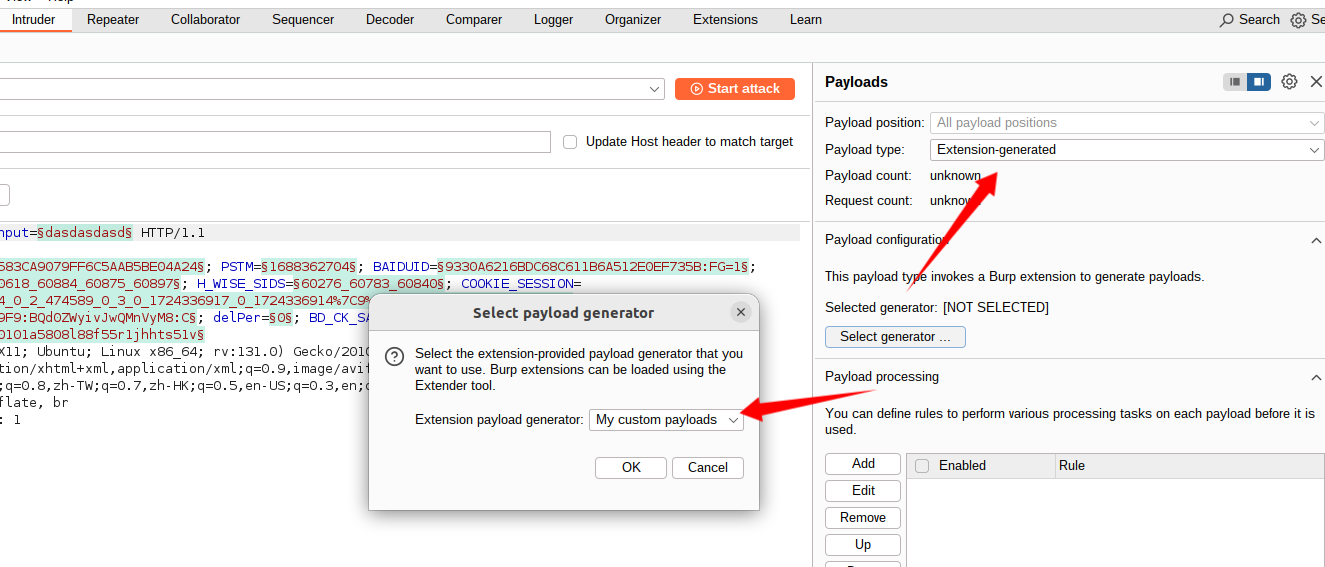 Intruder Repeater Collaborator Sequencer Decoder Comparer Logger Organizer Extensions Learn Search Se
Start attack
Update Host header to match target
nput=§dasdasdasd§ HTTP/1.1
583CA9079FF6C5AAB5BE04A24§; PSTM=§1688362704§; BAIDUID=§9330A6216BDC68C611B6A512E0EF735B:FG=1§;
0618_60884_60875_60897§; H_WISE_SIDS=§60276_60783_60840§; COOKIE_SESSION=
4_0_2_474589_0_3_0_1724336917_0_1724336914%7C9%
9F9:BQd0ZWyivJwQMnVyM8:C§; delPer=§0§; BD_CK_SA
0101a5808l88f55r1jhhts51v§
X11; Ubuntu; Linux x86_64; rv:131.0) Gecko/2010
tion/xhtml+xml,application/xml;q=0.9,image/avif
;q=0.8,zh-TW;q=0.7,zh-HK;q=0.5,en-US;q=0.3,en;q
flate, br
: 1
Select payload generator
Select the extension-provided payload generator that you
want to use. Burp extensions can be loaded using the
Extender tool.
Extension payload generator: My custom payloads
OK Cancel
Payloads
Payload position: All payload positions
Payload type: Extension-generated
Payload count: unknown
Request count: unknown
Payload configuration
This payload type invokes a Burp extension to generate payloads.
Selected generator: [NOT SELECTED]
Select generator ...
Payload processing
You can define rules to perform various processing tasks on each payload before it is
used.
Add Enabled Rule
Edit
Remove
Up